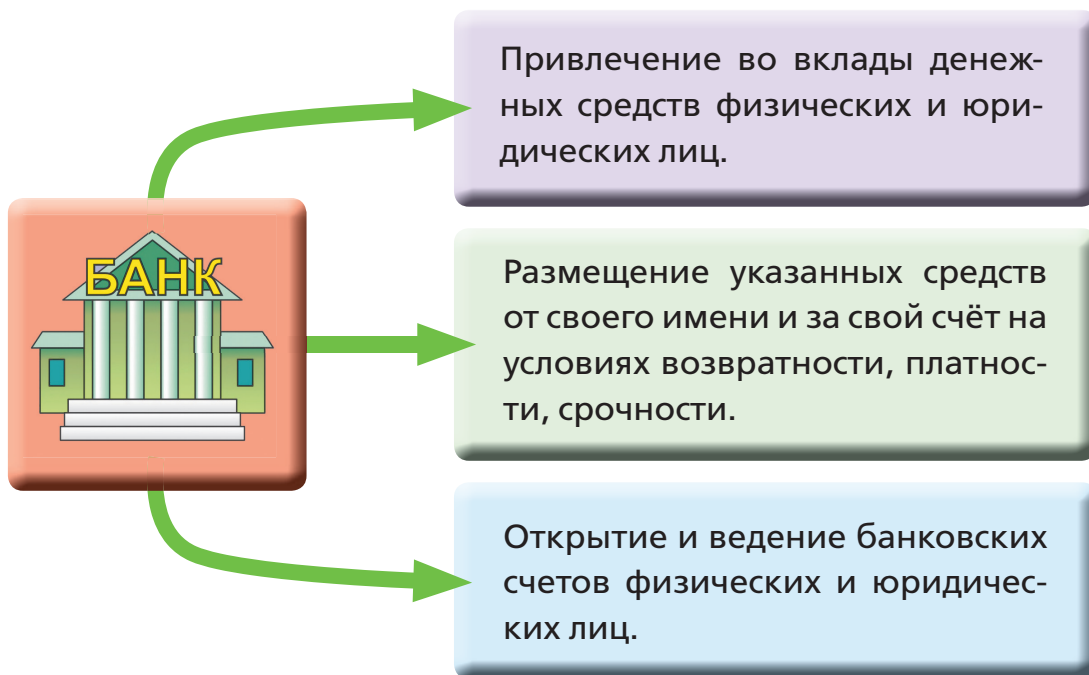 Привлечение во вклады денеж-
ных средств физических и юри-
дических лиц.
БАНК
Размещение указанных средств
от своего имени и за свой счёт на
условиях возвратности, платнос-
ти, срочности.
Открытие и ведение банковских
счетов физических и юридичес-
ких лиц.